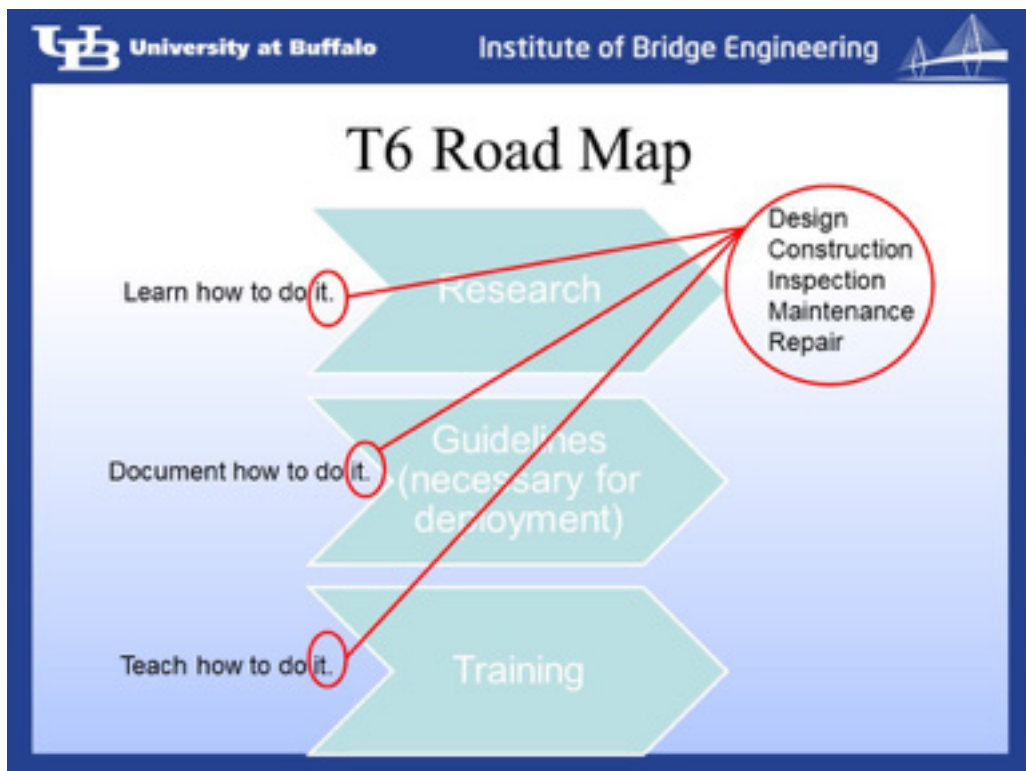 UB University at Buffalo
Institute of Bridge Engineering
T6 Road Map
Design
Construction
Inspection
Maintenance
Repair
Learn how to do it.
Research
Document how to do it.
Guidelines
(necessary for
deployment)
Teach how to do it.
Training